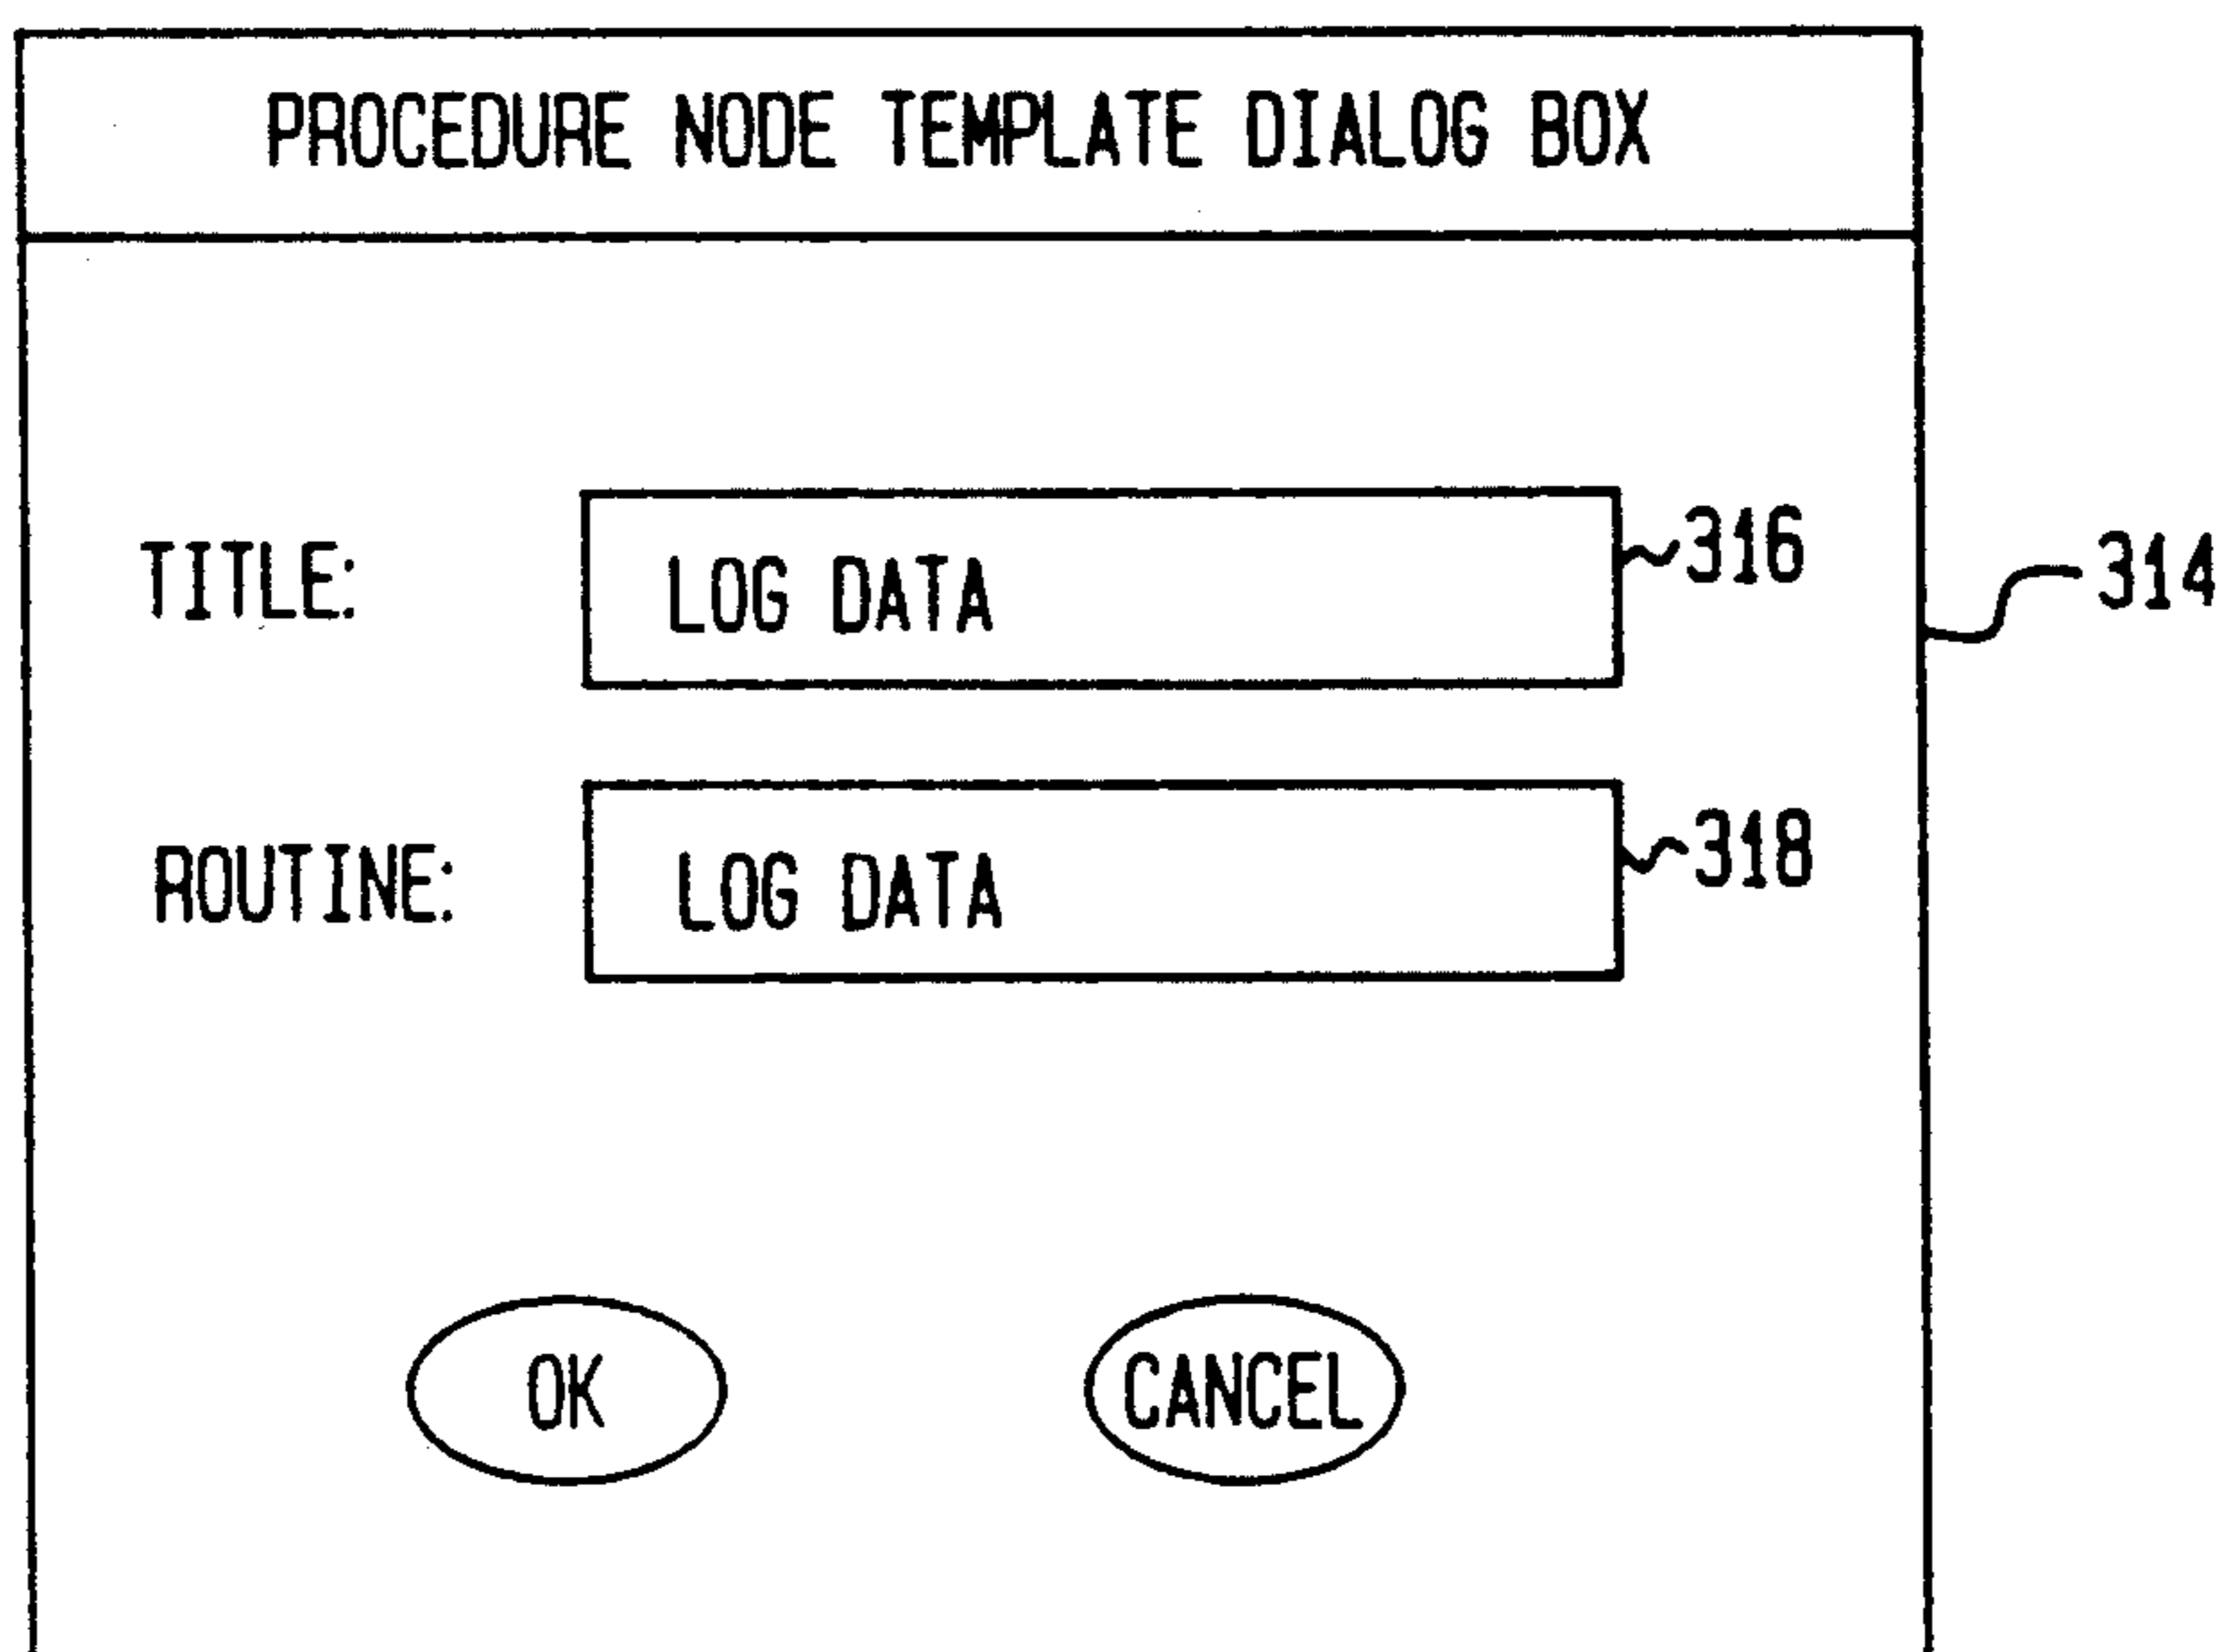 PROCEDURE NODE TEMPLATE DIALOG BOX
TITLE: LOG DATA 316
314
ROUTINE: LOG DATA 318
OK CANCEL